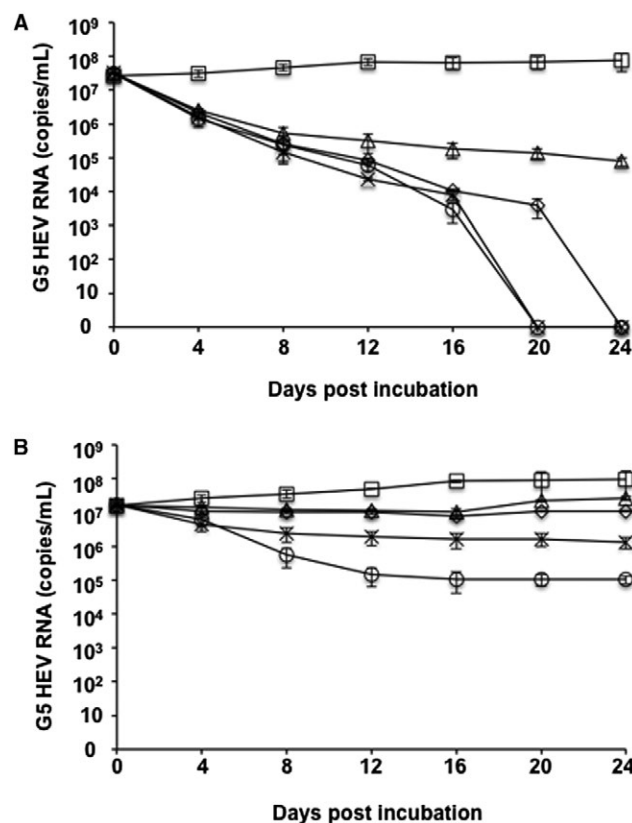 A
G5 HEV RNA (copies/mL)
10⁹
10⁸
10⁷
10⁶
10⁵
10⁴
10³
10²
10
0
0 4 8 12 16 20 24
Days post incubation
B
G5 HEV RNA (copies/mL)
10⁹
10⁸
10⁷
10⁶
10⁵
10⁴
10³
10²
10
0
0 4 8 12 16 20 24
Days post incubation